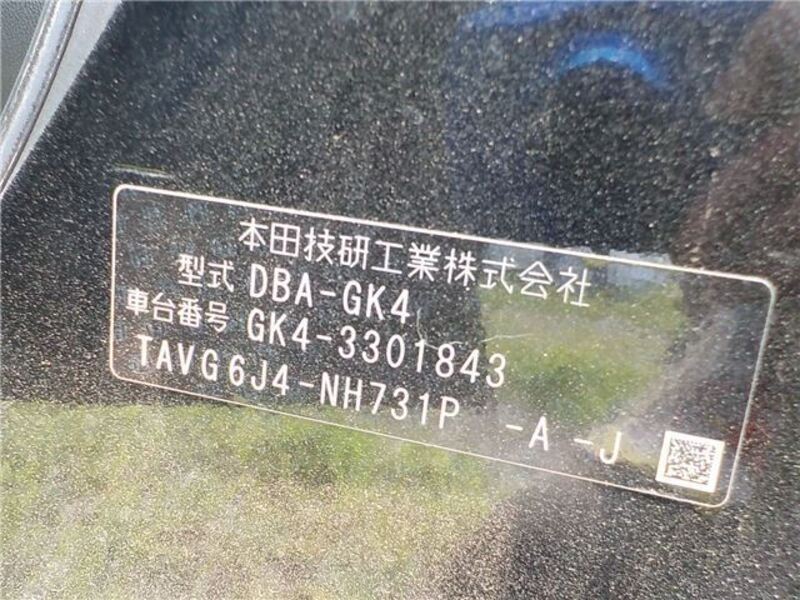 本田技研工業株式会社
型式 DBA-GK4
車台番号 GK4-3301843
TAVG6J4-NH731P -A-J